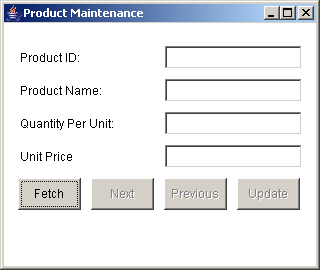 Product Maintenance
Product ID:
Product Name:
Quantity Per Unit:
Unit Price
Fetch Next Previous Update